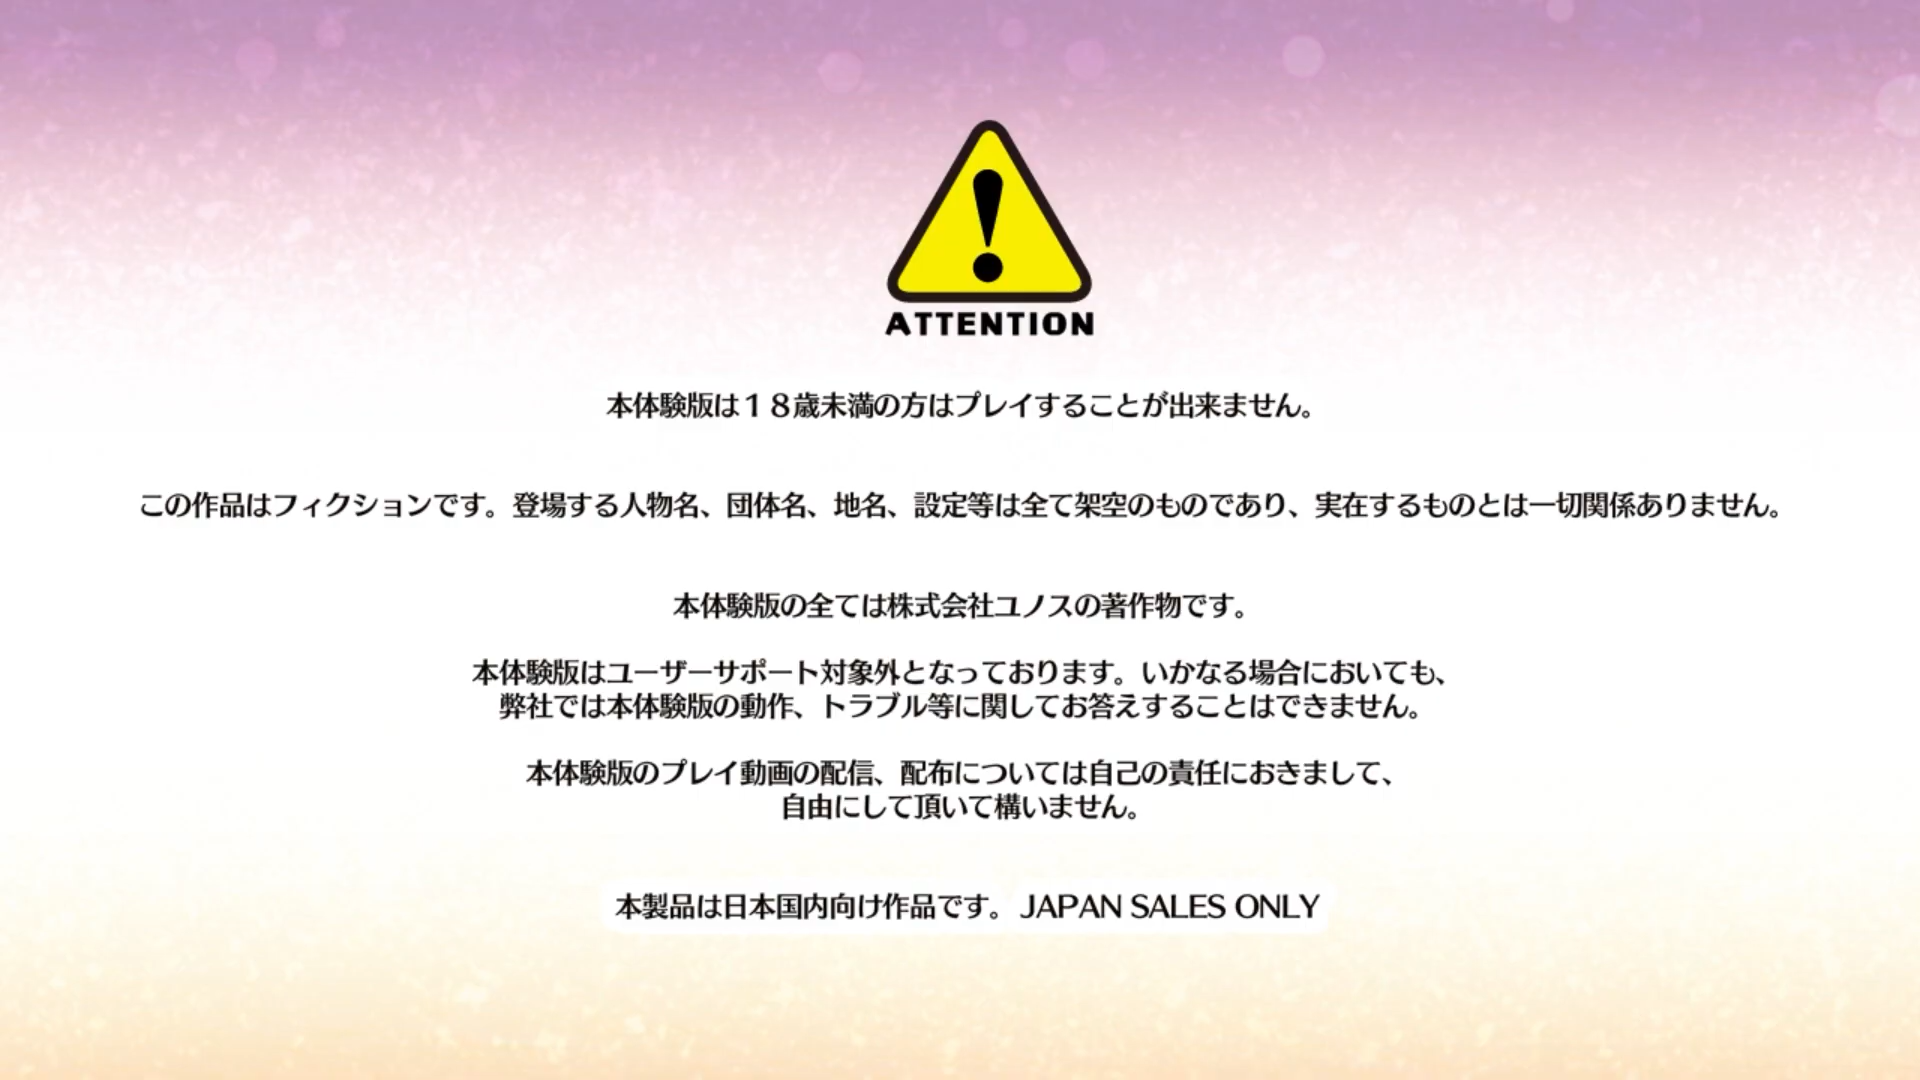 ATTENTION
本体験版は１８歳未満の方はプレイすることが出来ません。
この作品はフィクションです。登場する人物名、団体名、地名、設定等は全て架空のものであり、実在するものとは一切関係ありません。
本体験版の全ては株式会社ユノスの著作物です。
本体験版はユーザーサポート対象外となっております。いかなる場合においても、
弊社では本体験版の動作、トラブル等に関してお答えすることはできません。
本体験版のプレイ動画の配信、配布については自己の責任におきまして、
自由にして頂いて構いません。
本製品は日本国内向け作品です。 JAPAN SALES ONLY